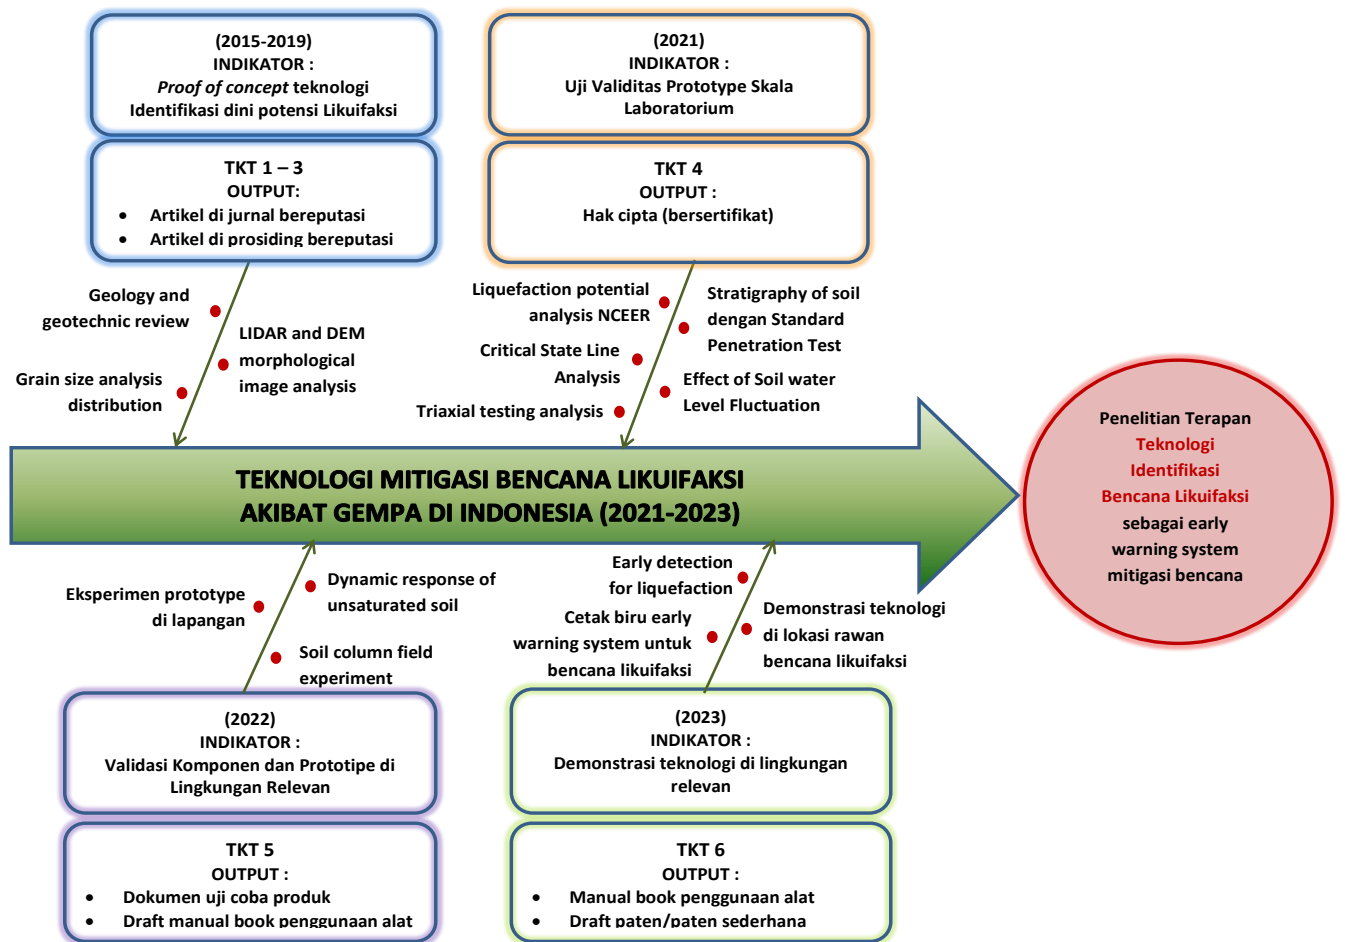 (2015-2019)
INDIKATOR :
Proof of concept teknologi
Identifikasi dini potensi Likuifaksi
TKT 1 – 3
OUTPUT:
• Artikel di jurnal bereputasi
• Artikel di prosiding bereputasi
(2021)
INDIKATOR :
Uji Validitas Prototype Skala
Laboratorium
TKT 4
OUTPUT :
Hak cipta (bersertifikat)
Geology and
geotechnic review
LIDAR and DEM
morphological
image analysis
Grain size analysis
distribution
Liquefaction potential
analysis NCEER
Stratigraphy of soil
dengan Standard
Penetration Test
Critical State Line
Analysis
Effect of Soil water
Level Fluctuation
Triaxial testing analysis
TEKNOLOGI MITIGASI BENCANA LIKUIFAKSI
AKIBAT GEMPA DI INDONESIA (2021-2023)
Penelitian Terapan
Teknologi
Identifikasi
Bencana Likuifaksi
sebagai early
warning system
mitigasi bencana
Eksperimen prototype
di lapangan
Dynamic response of
unsaturated soil
Soil column field
experiment
Early detection
for liquefaction
Cetak biru early
warning system untuk
bencana likuifaksi
Demonstrasi teknologi
di lokasi rawan
bencana likuifaksi
(2022)
INDIKATOR :
Validasi Komponen dan Prototipe di
Lingkungan Relevan
TKT 5
OUTPUT :
• Dokumen uji coba produk
• Draft manual book penggunaan alat
(2023)
INDIKATOR :
Demonstrasi teknologi di lingkungan
relevan
TKT 6
OUTPUT :
• Manual book penggunaan alat
• Draft paten/paten sederhana